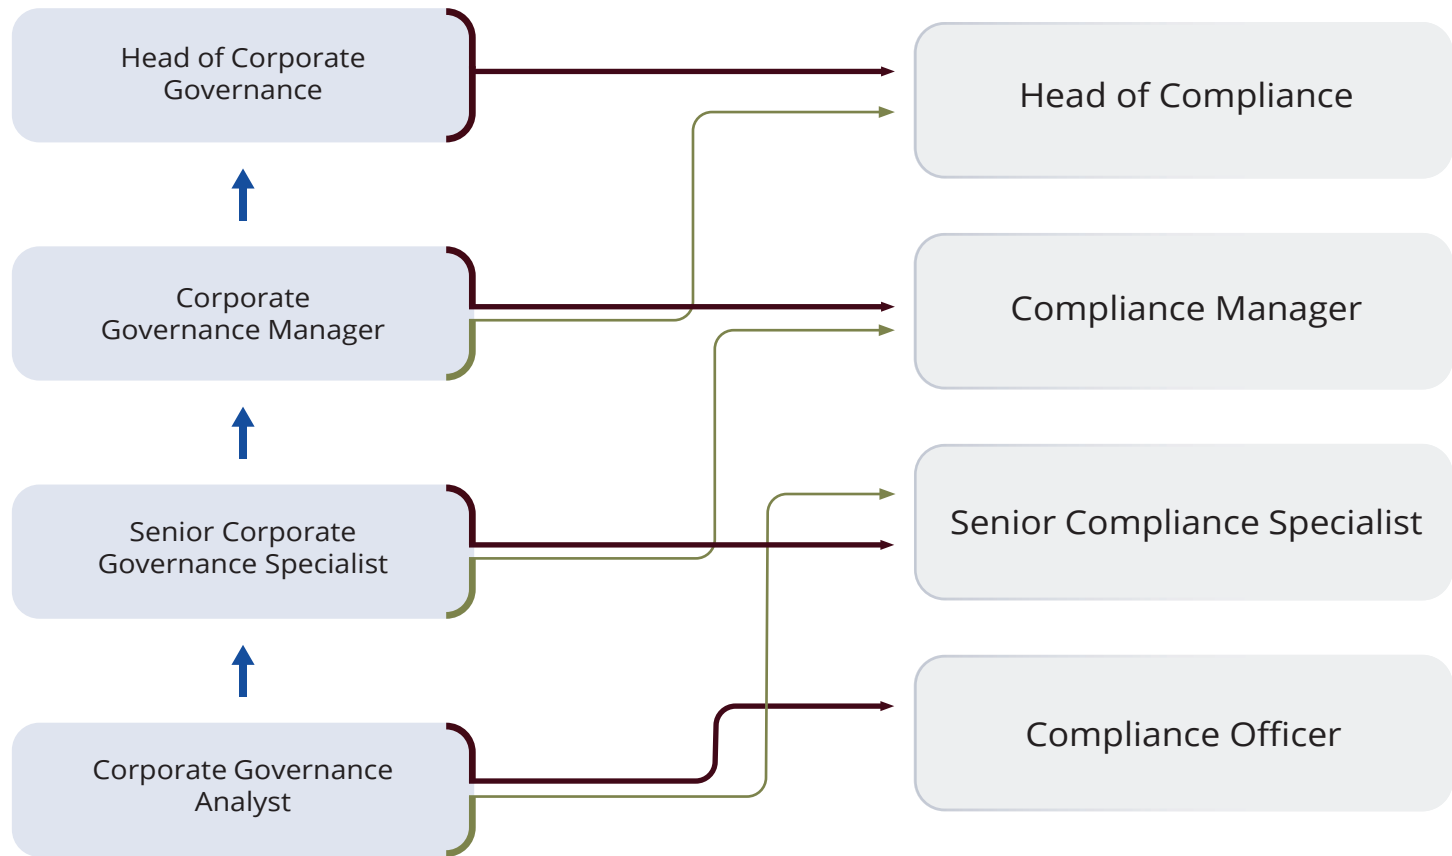 Head of Corporate
Governance
Head of Compliance
Corporate
Governance Manager
Compliance Manager
Senior Corporate
Governance Specialist
Senior Compliance Specialist
Corporate Governance
Analyst
Compliance Officer